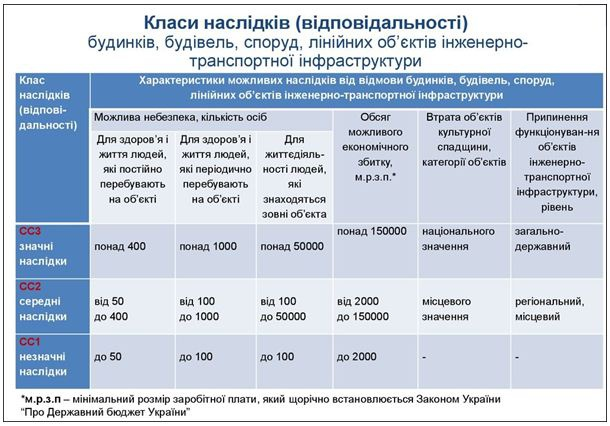 Класи наслідків (відповідальності)
будинків, будівель, споруд, лінійних об’єктів інженерно-
транспортної інфраструктури
Клас
наслідків
(відпові-
дальності)
Характеристики можливих наслідків від відмови будинків, будівель, споруд,
лінійних об’єктів інженерно-транспортної інфраструктури
Можлива небезпека, кількість осіб
Для здоров’я і
життя людей,
які постійно
перебувають
на об’єкті
Для здоров’я і
життя людей,
які періодично
перебувають
на об’єкті
Для
життєдіяль-
ності людей,
які
знаходяться
зовні об’єкта
Обсяг
можливого
економічного
збитку,
м.р.з.п.*
Втрата об’єктів
культурної
спадщини,
категорії об’єктів
Припинення
функціонуван-ня
об’єктів
інженерно-
транспортної
інфраструктури,
рівень
СС3
значні
наслідки
понад 400
понад 1000
понад 50000
понад 150000
національного
значення
загально-
державний
СС2
середні
наслідки
від 50
до 400
від 100
до 1000
від 100
до 50000
від 2000
до 150000
місцевого
значення
регіональний,
місцевий
СС1
незначні
наслідки
до 50
до 100
до 100
до 2000
-
-
*м.р.з.п – мінімальний розмір заробітної плати, який щорічно встановлюється Законом України
“Про Державний бюджет України”